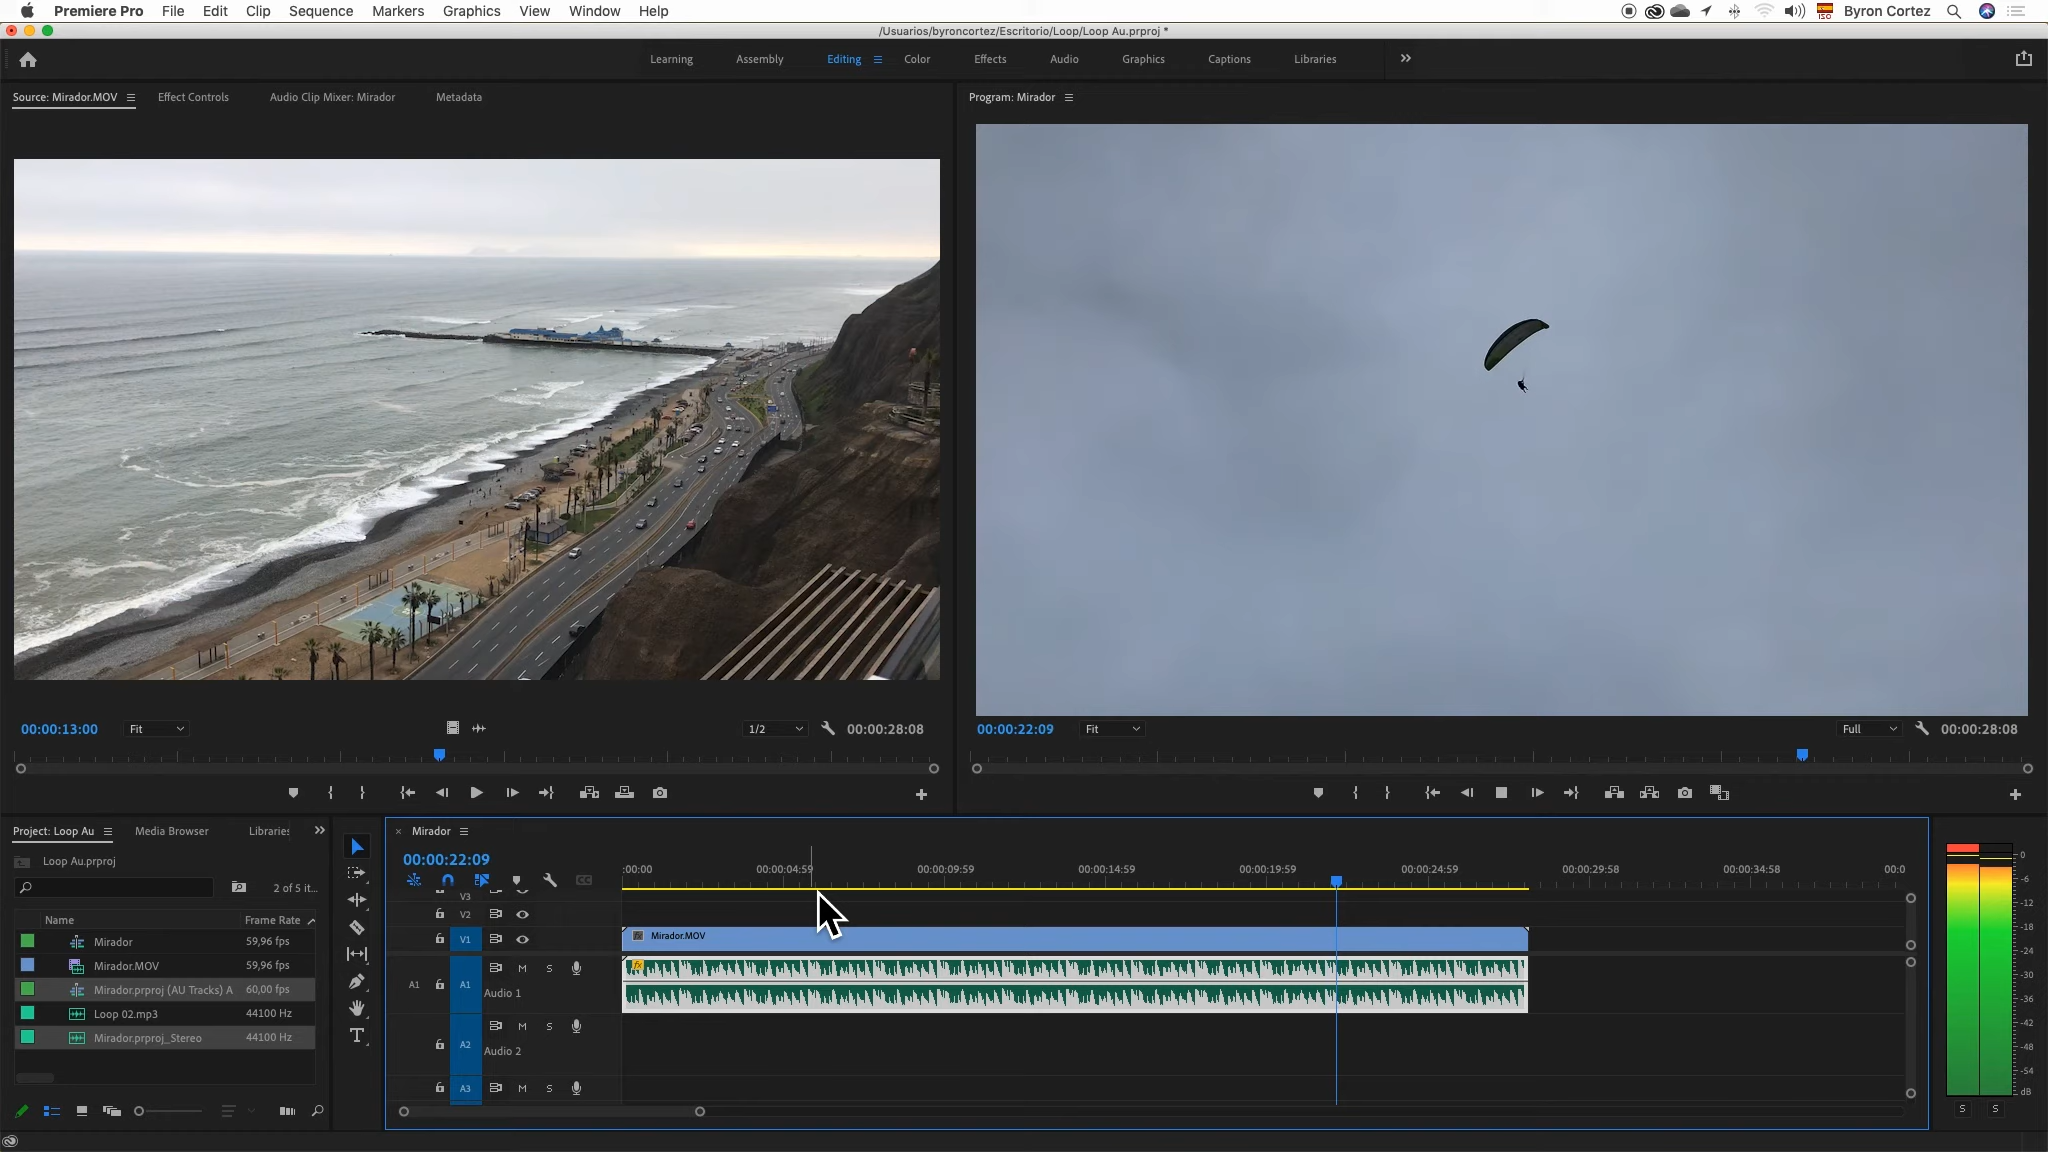 Premiere Pro File Edit Clip Sequence Markers Graphics View Window Help ISO Byron Cortez
/Usuarios/byroncortez/Escritorio/Loop/Loop Au.prproj *
Learning Assembly Editing Color Effects Audio Graphics Captions Libraries
Source: Mirador.MOV Effect Controls Audio Clip Mixer: Mirador Metadata
Program: Mirador
00:00:13:00 Fit 1/2 00:00:28:08
00:00:22:09 Fit Full 00:00:28:08
Project: Loop Au Media Browser Libraries
Loop Au.prproj
2 of 5 it...
Name Frame Rate
Mirador 59,96 fps
Mirador.MOV 59,96 fps
Mirador.prproj (AU Tracks) A 60,00 fps
Loop 02.mp3 44100 Hz
Mirador.prproj_Stereo 44100 Hz
Mirador
00:00:22:09
:00:00 00:00:04:59 00:00:09:59 00:00:14:59 00:00:19:59 00:00:24:59 00:00:29:58 00:00:34:58 00:0
V3
V2
V1 fx Mirador.MOV
A1 A1 M S fx
Audio 1
A2 M S
Audio 2
A3 M S
0
-6
-12
-18
-24
-30
-36
-42
-48
-54
dB
S S